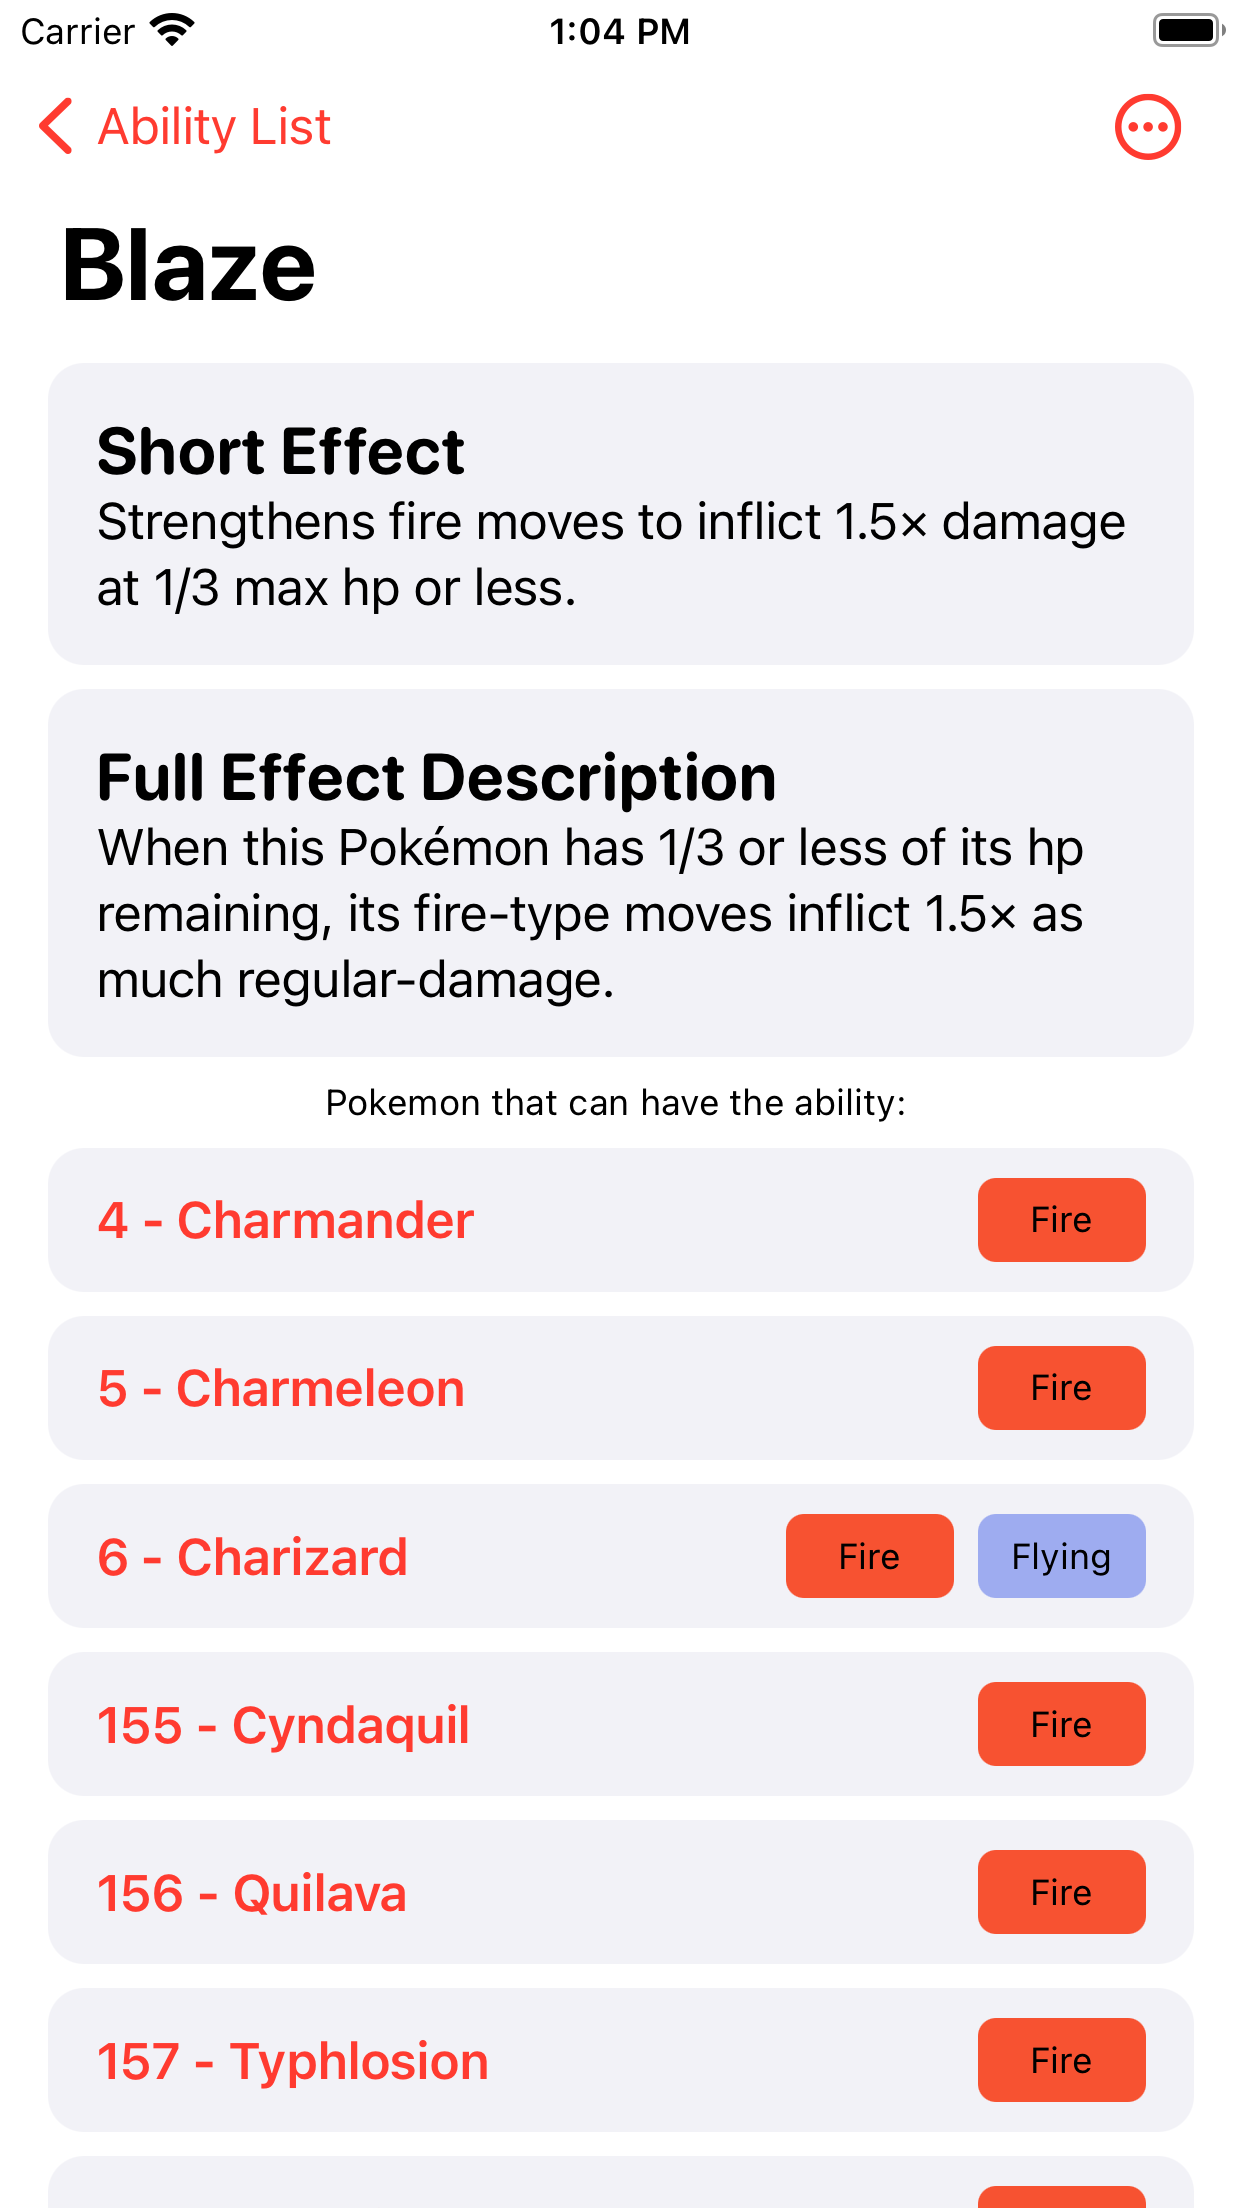 Carrier 1:04 PM
Ability List
Blaze
Short Effect
Strengthens fire moves to inflict 1.5× damage
at 1/3 max hp or less.
Full Effect Description
When this Pokémon has 1/3 or less of its hp
remaining, its fire-type moves inflict 1.5× as
much regular-damage.
Pokemon that can have the ability:
4 - Charmander Fire
5 - Charmeleon Fire
6 - Charizard Fire Flying
155 - Cyndaquil Fire
156 - Quilava Fire
157 - Typhlosion Fire